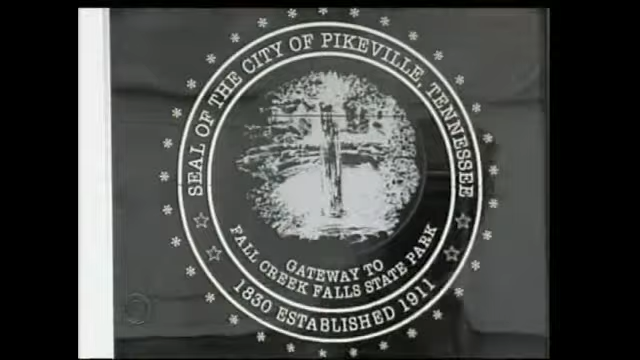 SEAL OF THE CITY OF PIKEVILLE, TENNESSEE
GATEWAY TO
FALL CREEK FALLS STATE PARK
1830 ESTABLISHED 1911